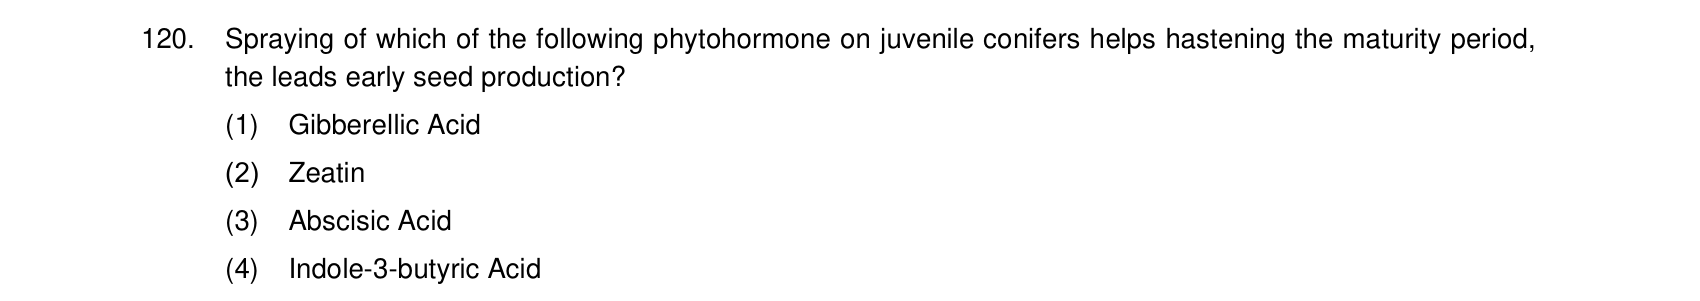 120. Spraying of which of the following phytohormone on juvenile conifers helps hastening the maturity period,
the leads early seed production?
(1) Gibberellic Acid
(2) Zeatin
(3) Abscisic Acid
(4) Indole-3-butyric Acid